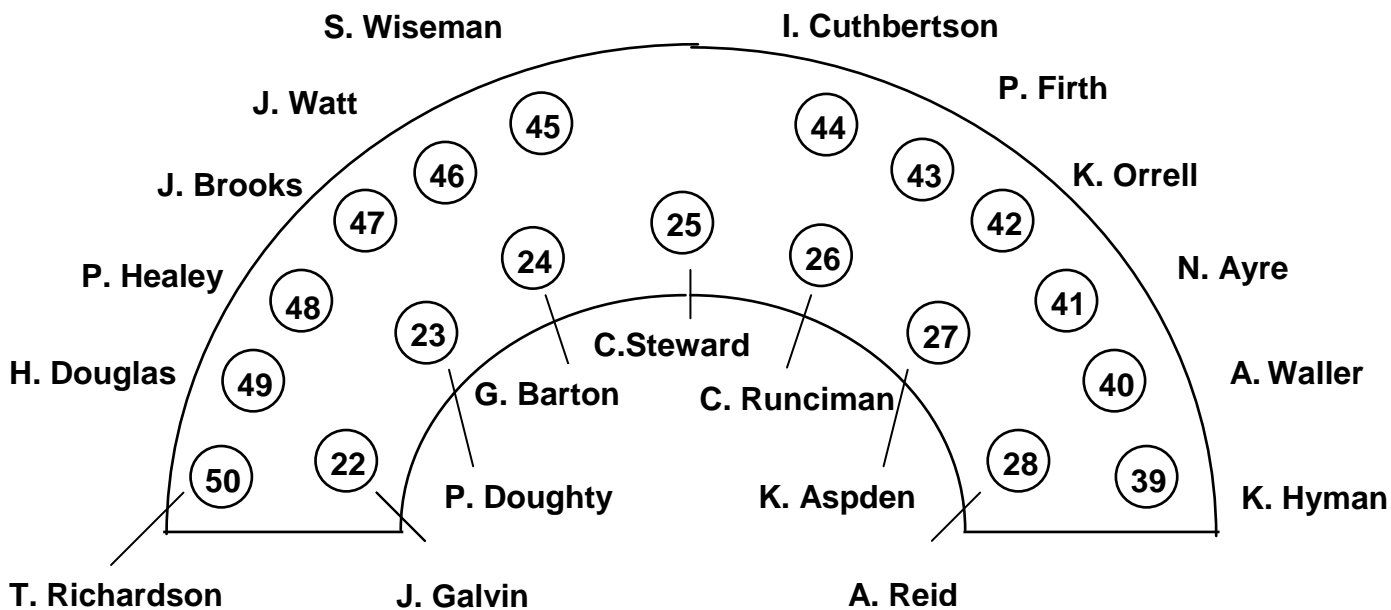 S. Wiseman
I. Cuthbertson
J. Watt
P. Firth
45
44
46
43
J. Brooks
K. Orrell
47
42
25
24
26
P. Healey
N. Ayre
48
41
23
27
C.Steward
H. Douglas
A. Waller
49
40
G. Barton
C. Runciman
22
28
50
39
P. Doughty
K. Aspden
K. Hyman
T. Richardson
J. Galvin
A. Reid